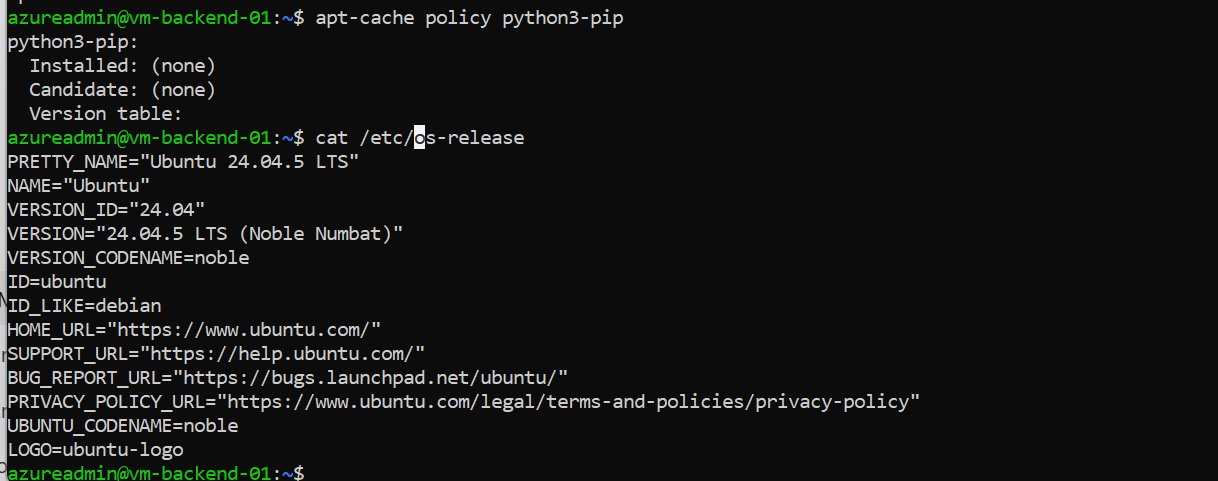 azureadmin@vm-backend-01:~$ apt-cache policy python3-pip
python3-pip:
  Installed: (none)
  Candidate: (none)
  Version table:
azureadmin@vm-backend-01:~$ cat /etc/os-release
PRETTY_NAME="Ubuntu 24.04.5 LTS"
NAME="Ubuntu"
VERSION_ID="24.04"
VERSION="24.04.5 LTS (Noble Numbat)"
VERSION_CODENAME=noble
ID=ubuntu
ID_LIKE=debian
HOME_URL="https://www.ubuntu.com/"
SUPPORT_URL="https://help.ubuntu.com/"
BUG_REPORT_URL="https://bugs.launchpad.net/ubuntu/"
PRIVACY_POLICY_URL="https://www.ubuntu.com/legal/terms-and-policies/privacy-policy"
UBUNTU_CODENAME=noble
LOGO=ubuntu-logo
azureadmin@vm-backend-01:~$